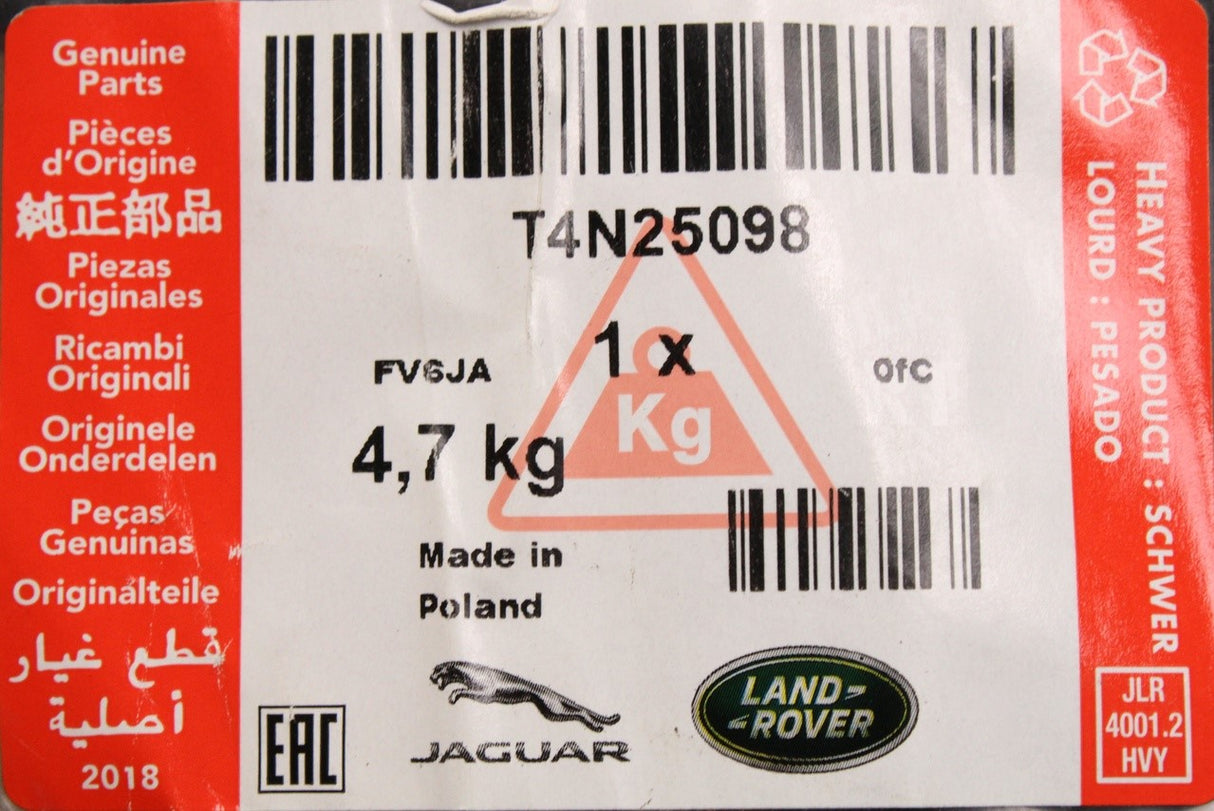 Genuine
Parts
Pièces
d'Origine
純正部品
Piezas
Originales
Ricambi
Originali
Originele
Onderdelen
Peças
Genuinas
Originalteile
قطع غيار
أصلية
2018
T4N25098
1 x
FV6JA
OfC
Kg
4,7 kg
Made in
Poland
EAC
JAGUAR
LAND-
-ROVER
HEAVY PRODUCT : SCHWER
LOURD : PESADO
JLR
4001.2
HVY